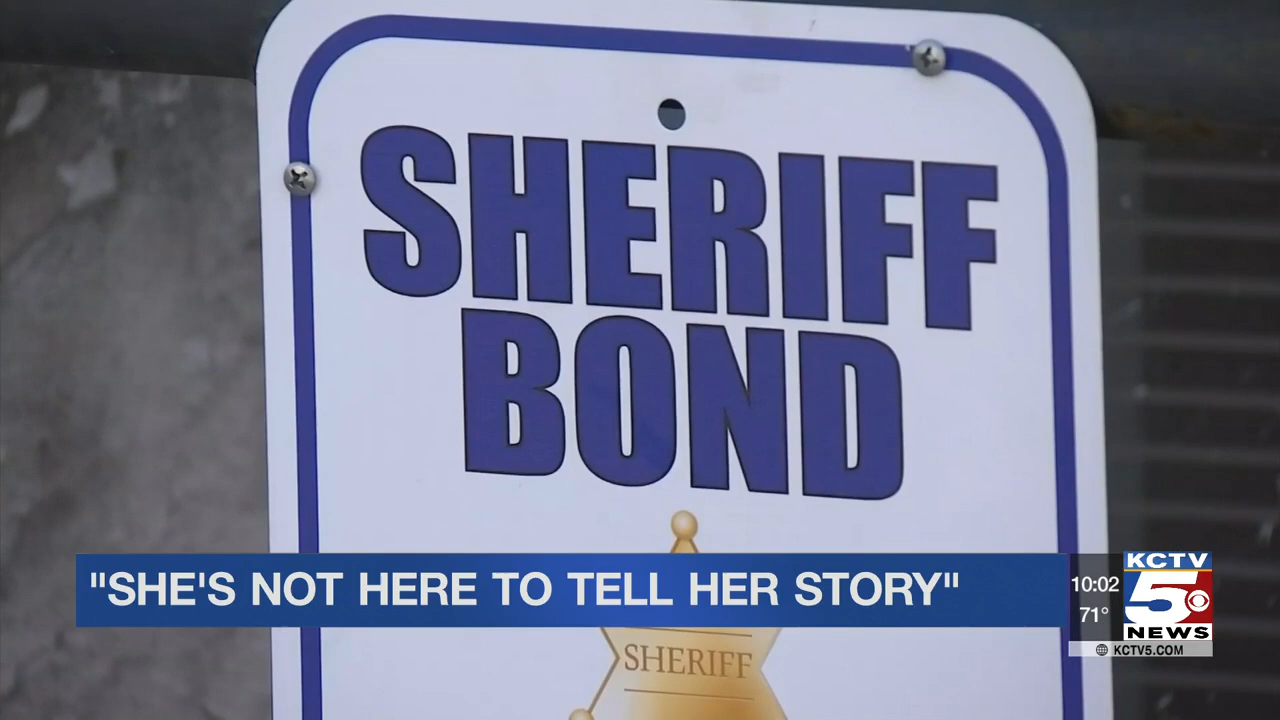 SHERIFF
BOND
"SHE'S NOT HERE TO TELL HER STORY"
10:02
71°
KCTV
5
NEWS
KCTV5.COM
SHERIFF